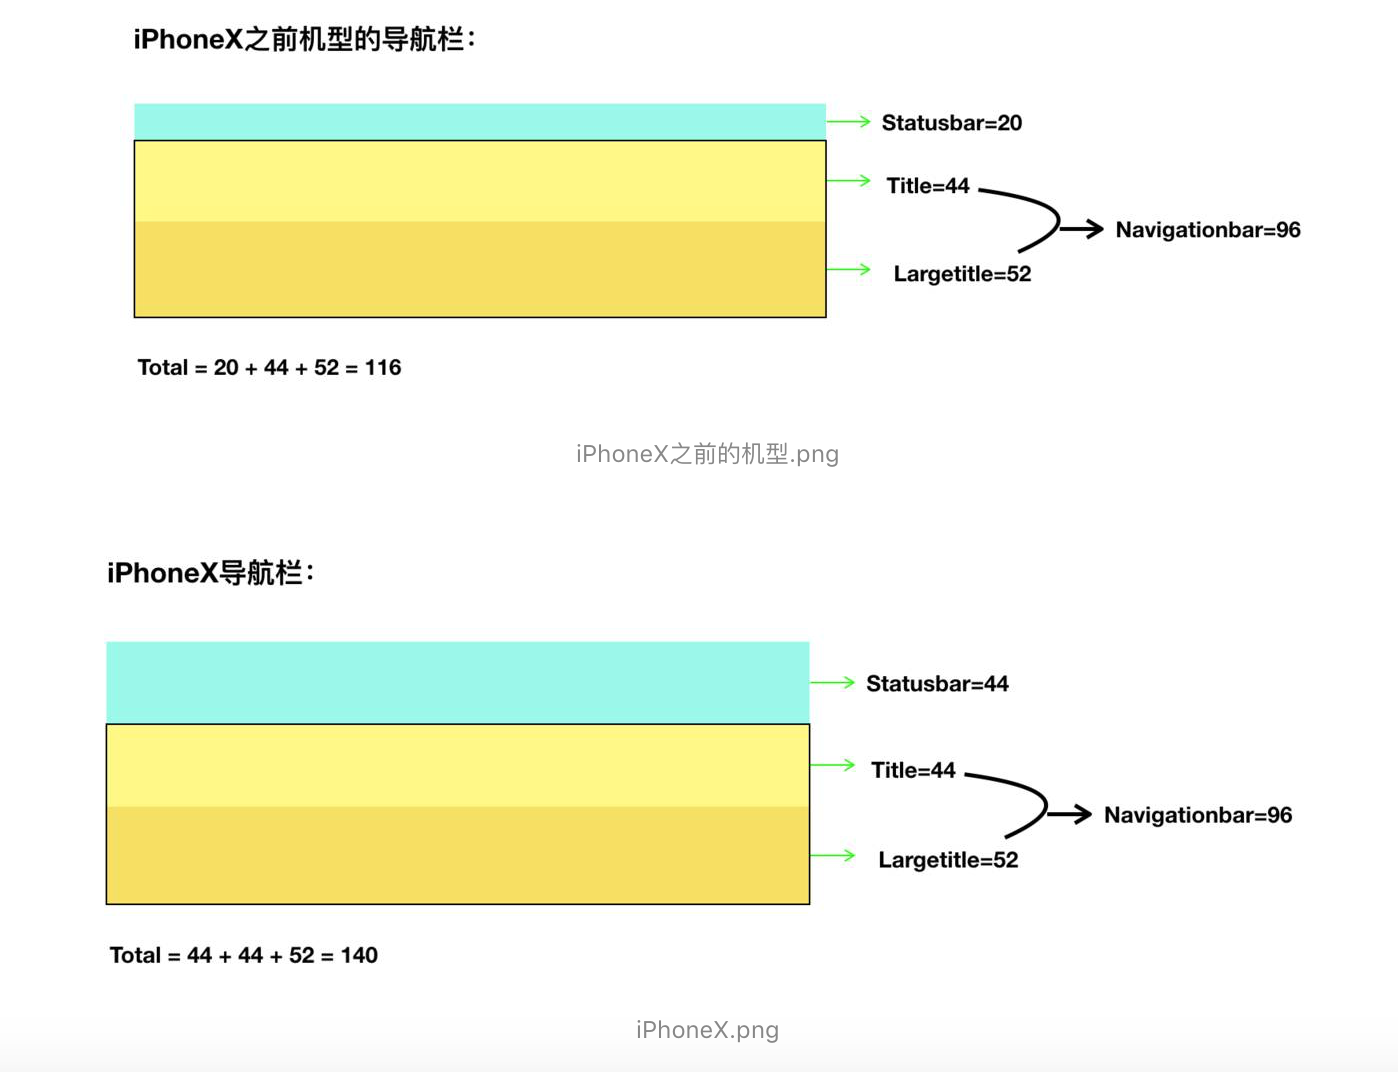 iPhoneX之前机型的导航栏：
Statusbar=20
Title=44
Navigationbar=96
Largetitle=52
Total = 20 + 44 + 52 = 116
iPhoneX之前的机型.png
iPhoneX导航栏：
Statusbar=44
Title=44
Navigationbar=96
Largetitle=52
Total = 44 + 44 + 52 = 140
iPhoneX.png